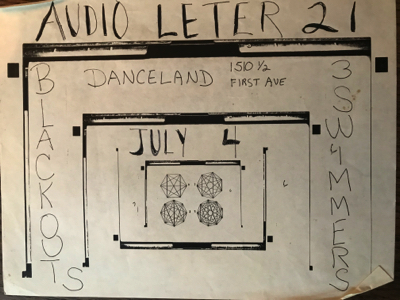 AUDIO LETER 21
DANCELAND
1510 1/2
FIRST AVE
BLACKOUTS
3 SWIMMERS
JULY 4